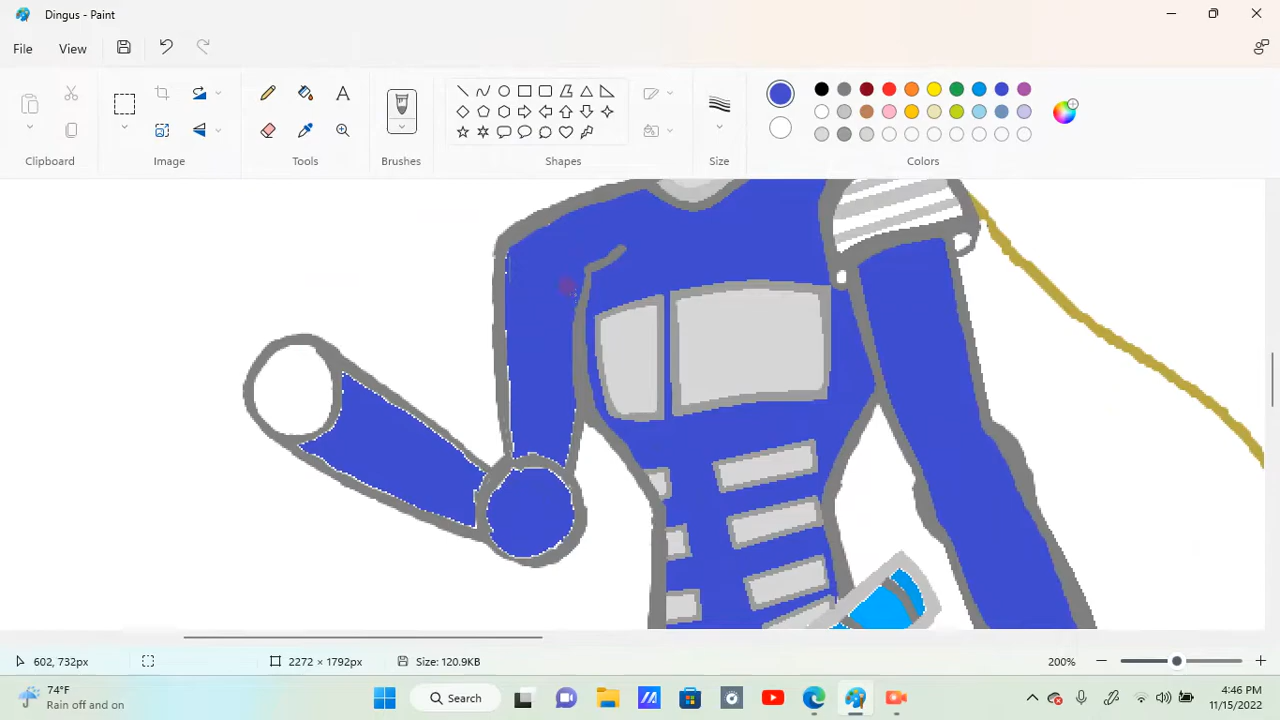 Dingus - Paint
File View
Clipboard Image Tools Brushes Shapes Size Colors
602, 732px 2272 × 1792px Size: 120.9KB 200%
74°F
Rain off and on
Search
4:46 PM
11/15/2022